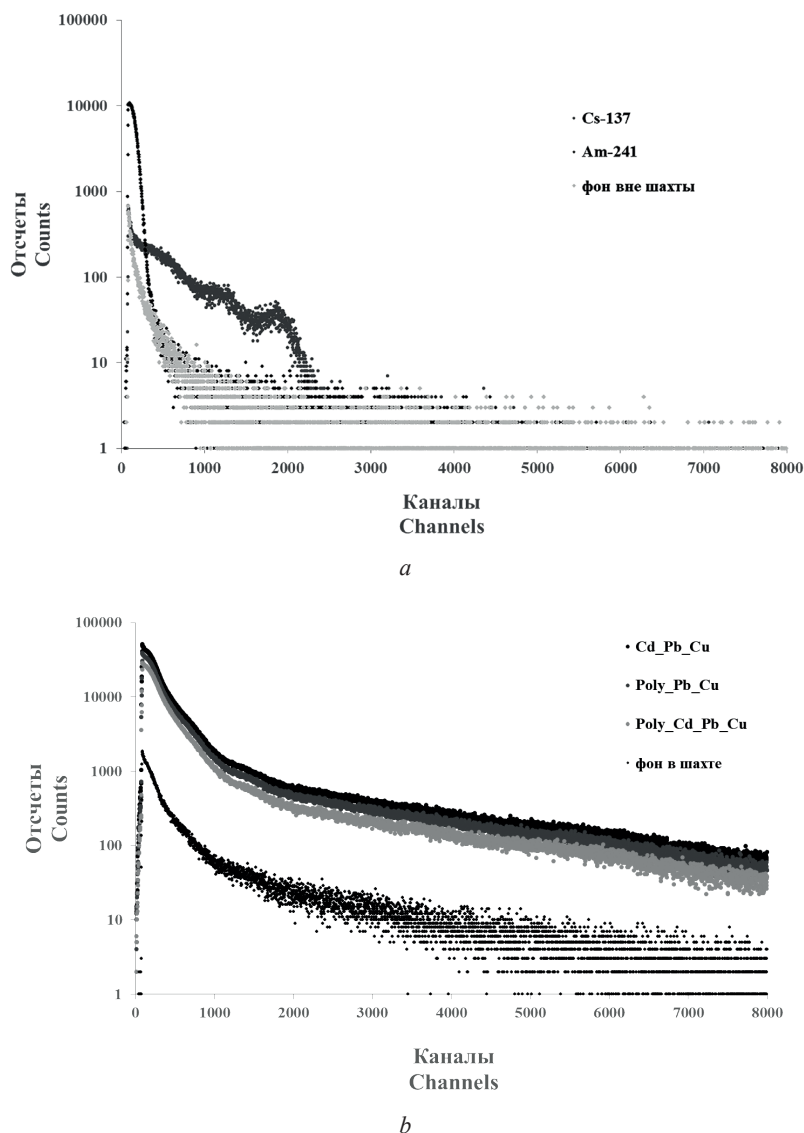 100000
10000
1000
100
10
1
0
1000
2000
3000
4000
5000
6000
7000
8000
Отсчеты
Counts
Cs-137
Am-241
фон вне шахты
Каналы
Channels
a
100000
10000
1000
100
10
1
0
1000
2000
3000
4000
5000
6000
7000
8000
Отсчеты
Counts
Cd_Pb_Cu
Poly_Pb_Cu
Poly_Cd_Pb_Cu
фон в шахте
Каналы
Channels
b